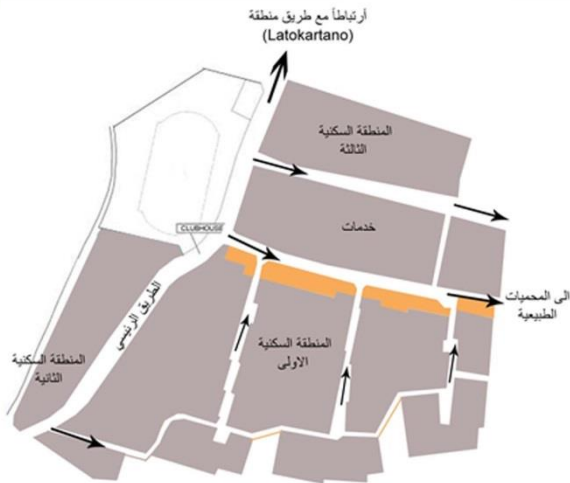 أرتباطأ مع طريق منطقة
(Latokartano)
المنطقة السكنية
الثالثة
خدمات
CLUBHOUSE
الى المحميات
الطبيعية
الطريق الرئيسي
المنطقة السكنية
الاولى
المنطقة السكنية
الثانية